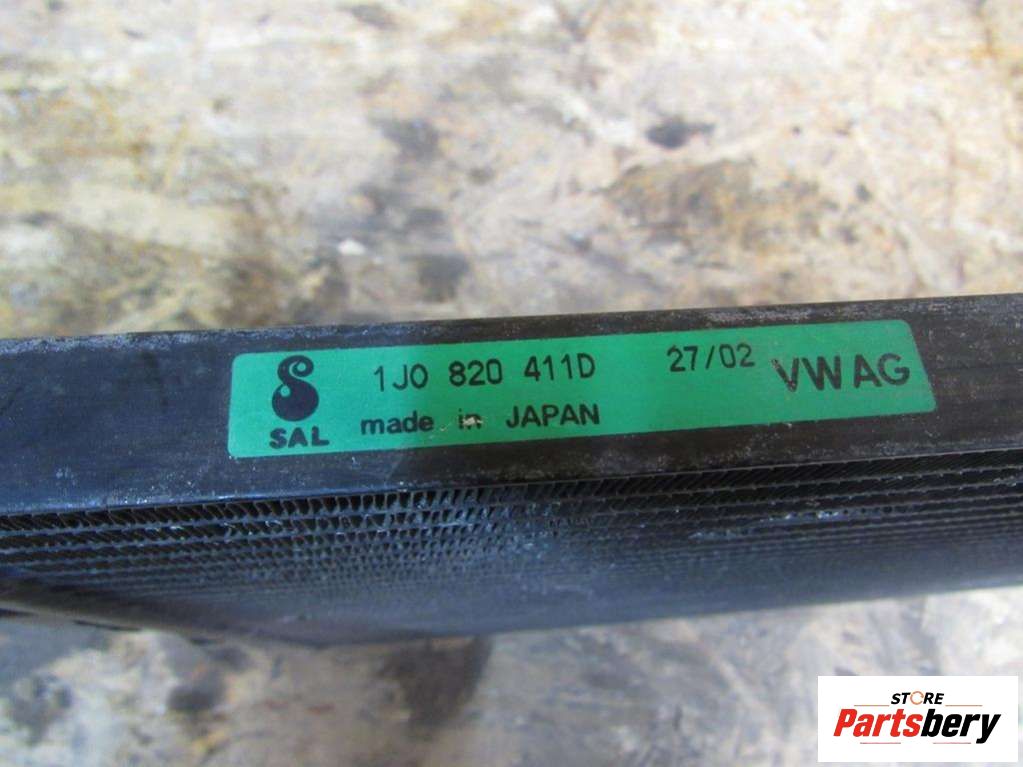 1J0 820 411D 27/02 VWAG
SAL made in JAPAN
STORE
Partsbery